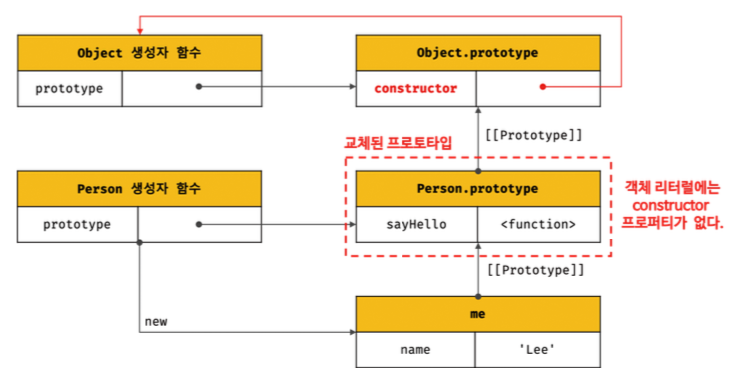 Object 생성자 함수
prototype
Object.prototype
constructor
[[Prototype]]
교체된 프로토타입
Person 생성자 함수
prototype
Person.prototype
sayHello
<function>
객체 리터럴에는
constructor
프로퍼티가 없다.
[[Prototype]]
new
me
name
'Lee'